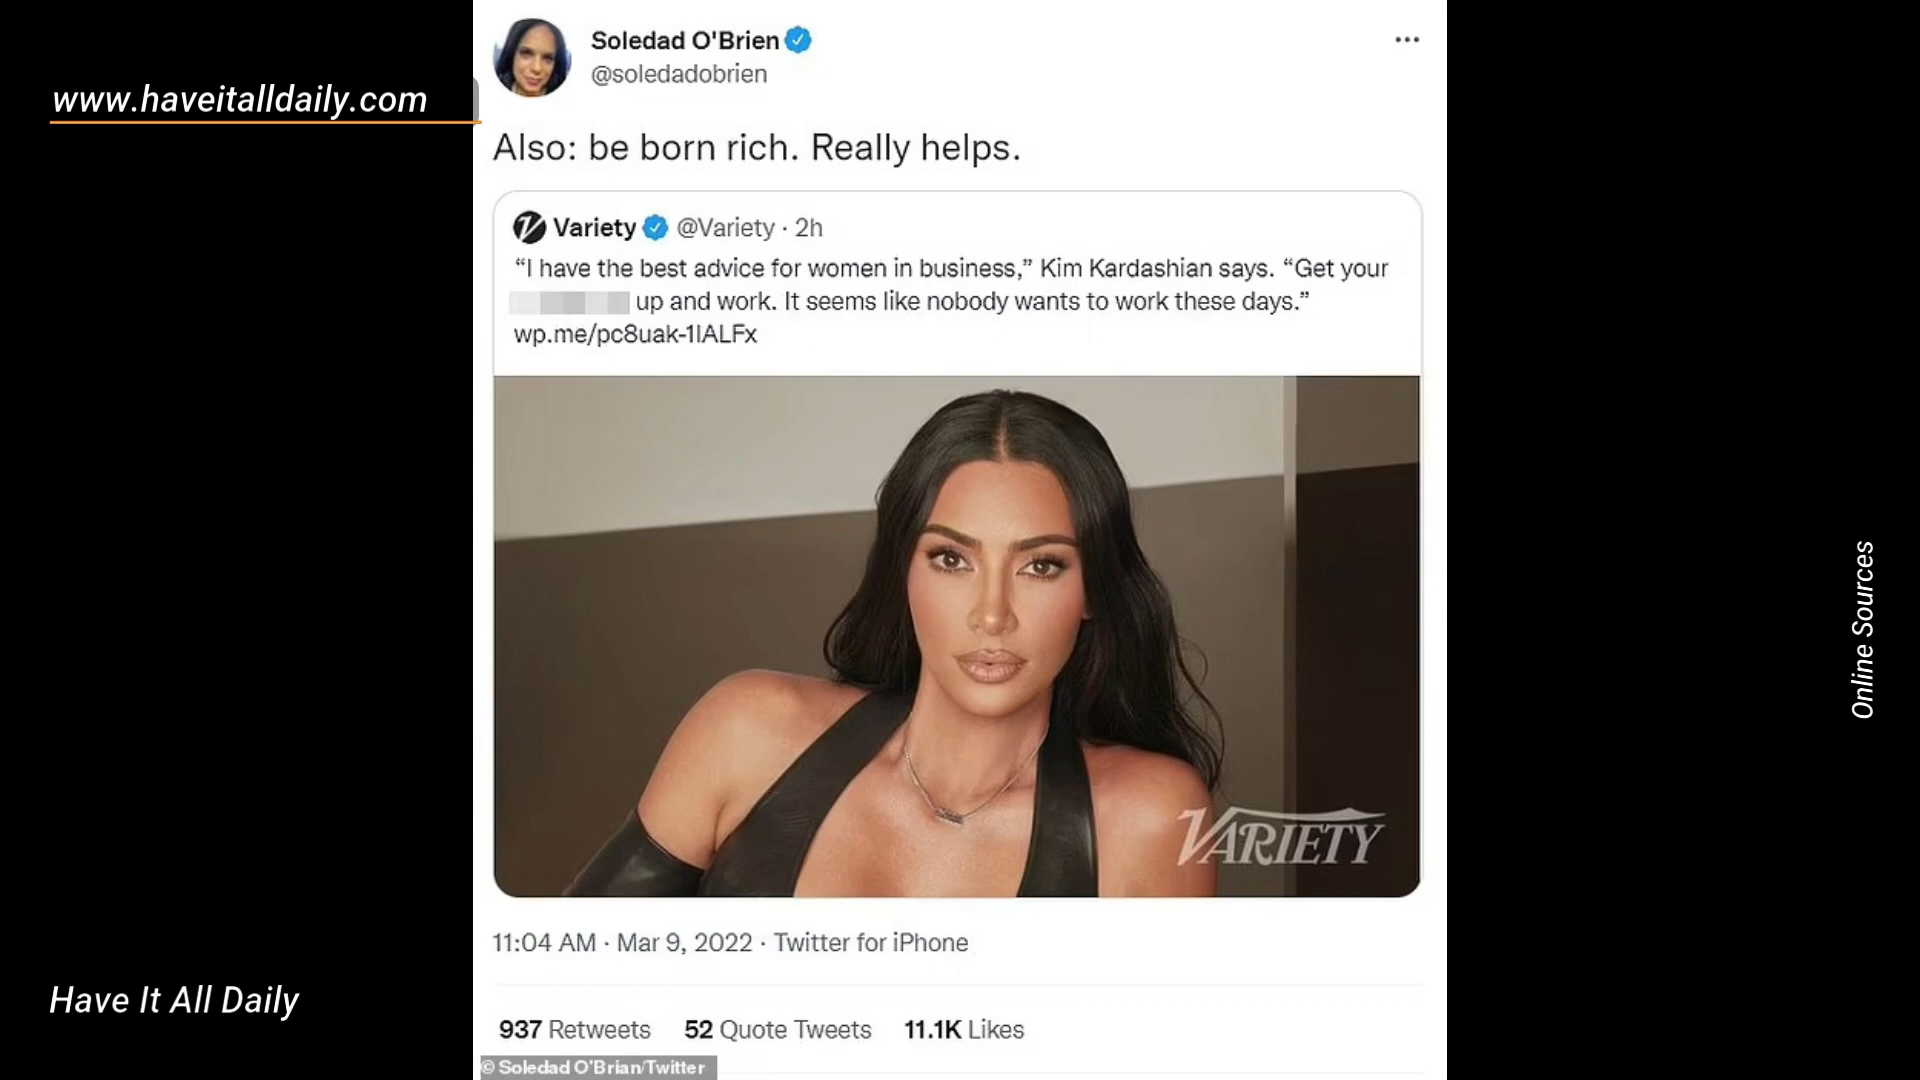 Soledad O'Brien
@soledadobrien
www.haveitalldaily.com
Also: be born rich. Really helps.
Variety @Variety · 2h
“I have the best advice for women in business,” Kim Kardashian says. “Get your
up and work. It seems like nobody wants to work these days.”
wp.me/pc8uak-1lALFx
VARIETY
Online Sources
11:04 AM · Mar 9, 2022 · Twitter for iPhone
Have It All Daily
937 Retweets 52 Quote Tweets 11.1K Likes
© Soledad O'Brian/Twitter